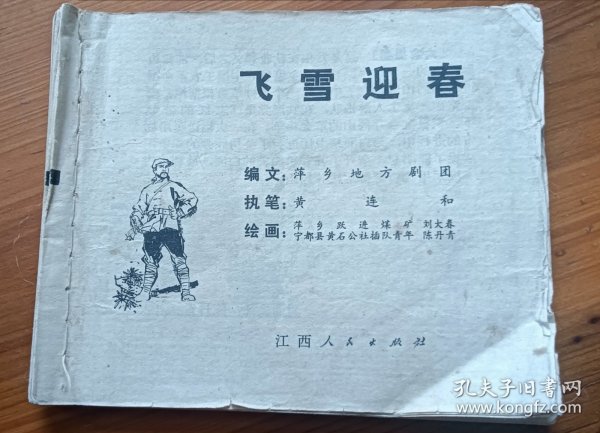 飞雪迎春
编文：萍乡地方剧团
执笔：黄连和
绘画：萍乡跃进煤矿 刘大春
宁都县黄石公社插队青年 陈丹青
江西人民出版社
孔夫子旧书网
www.kongfz.com